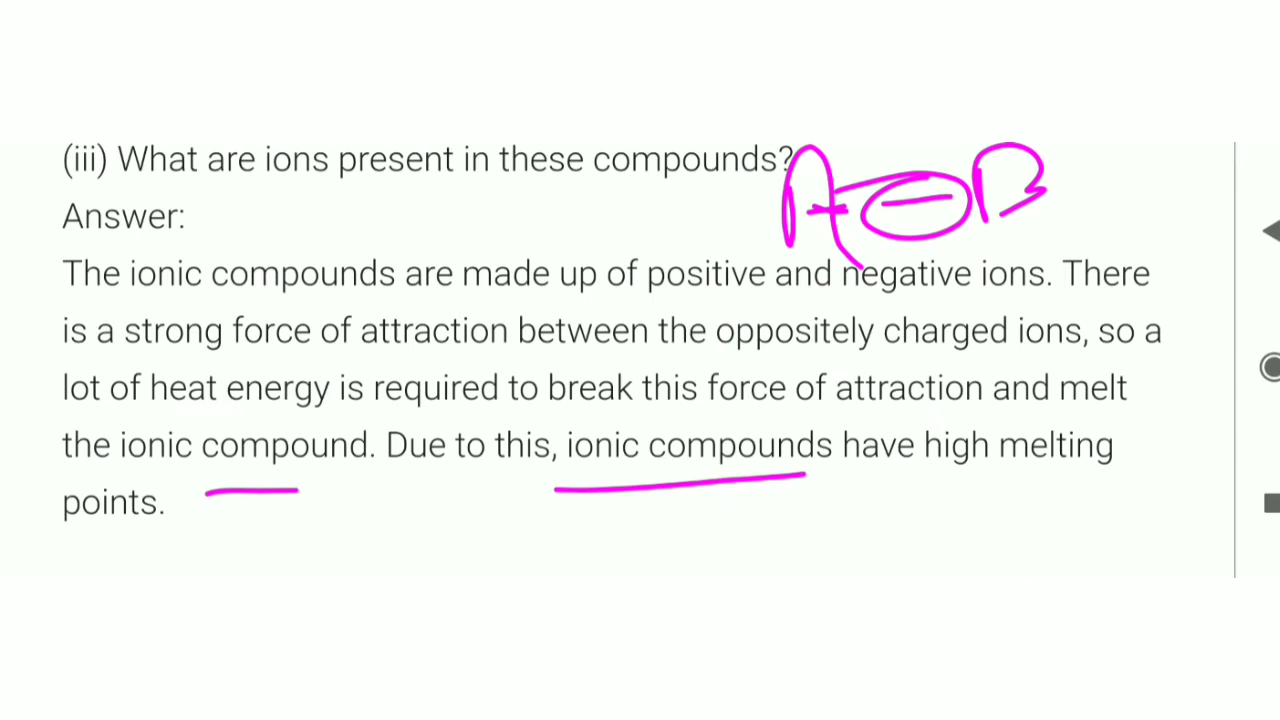 (iii) What are ions present in these compounds?
A B
Answer:
The ionic compounds are made up of positive and negative ions. There
is a strong force of attraction between the oppositely charged ions, so a
lot of heat energy is required to break this force of attraction and melt
the ionic compound. Due to this, ionic compounds have high melting
points.